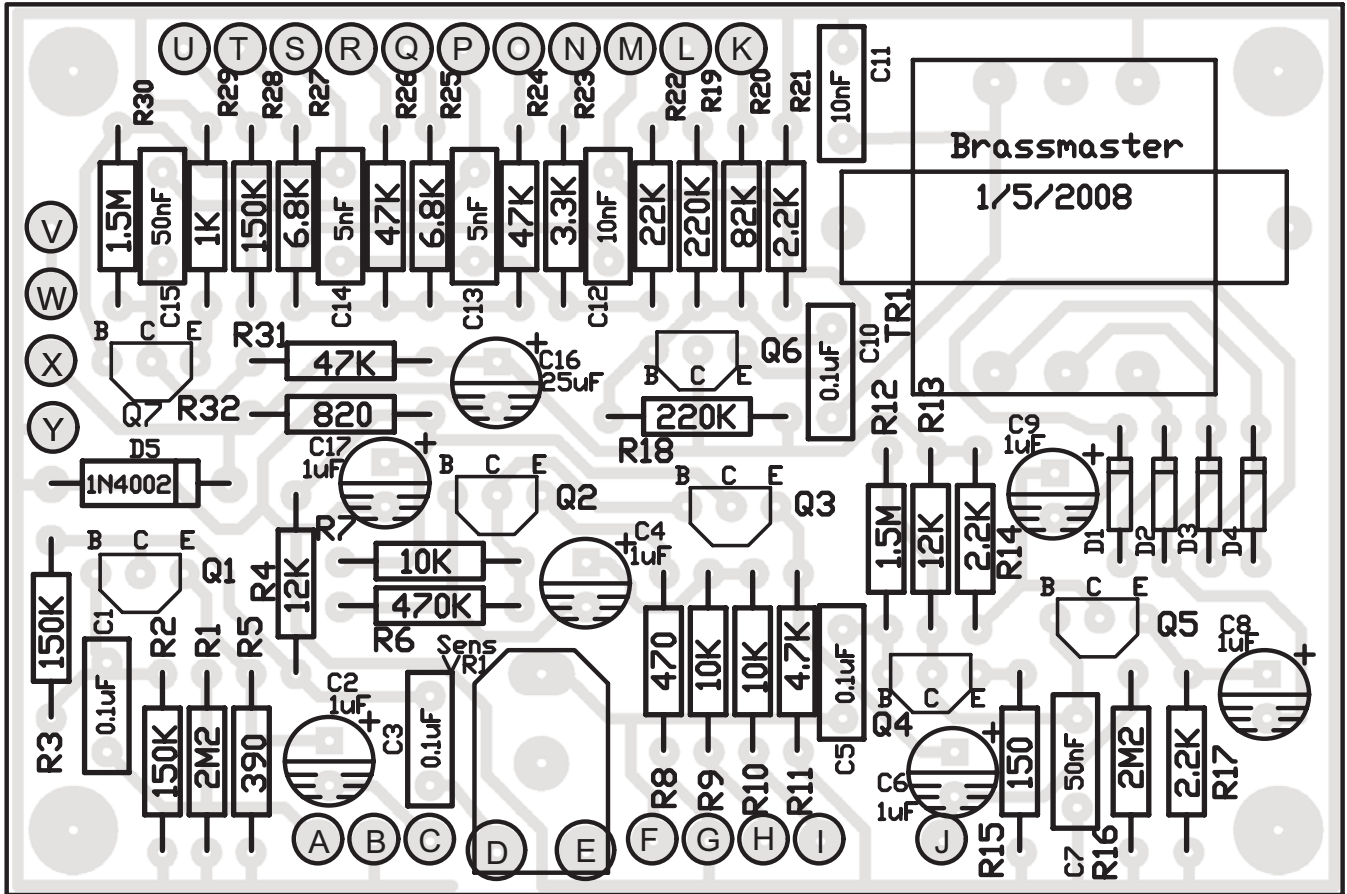 U T S R Q P O N M L K
R30 R29 R28 R27 R26 R25 R24 R23 R22 R19 R20 R21
C11
10nF
Brassmaster
1/5/2008
1.5M 50nF 1K 150K 6.8K 5nF 47K 6.8K 5nF 47K 3.3K 10nF 22K 220K 82K 2.2K
V
W
X
Y
C15 C14 C13 C12
TR1
C10
0.1uF
B C E
Q7
R31
47K
R32
820
C16
25uF
Q6
B C E
220K
R18
R12 R13
D5
1N4002
C17
1uF
B C E
Q2
B C E
Q3
C9
1uF
1.5M 12K 2.2K
R14
D1 D2 D3 D4
B C E
Q1
R4
12K
R7
10K
470K
R6
C4
1uF
150K
R3
C1
0.1uF
R2 R1 R5
150K 2M2 390
Sens
VR1
C2
1uF
C3
0.1uF
470 10K 10K 4.7K
R8 R9 R10 R11
0.1uF
C5
B C E
Q4
B C E
Q5
C8
1uF
C6
1uF
150 50nF 2M2 2.2K
R15 C7 R16 R17
A B C D E F G H I J